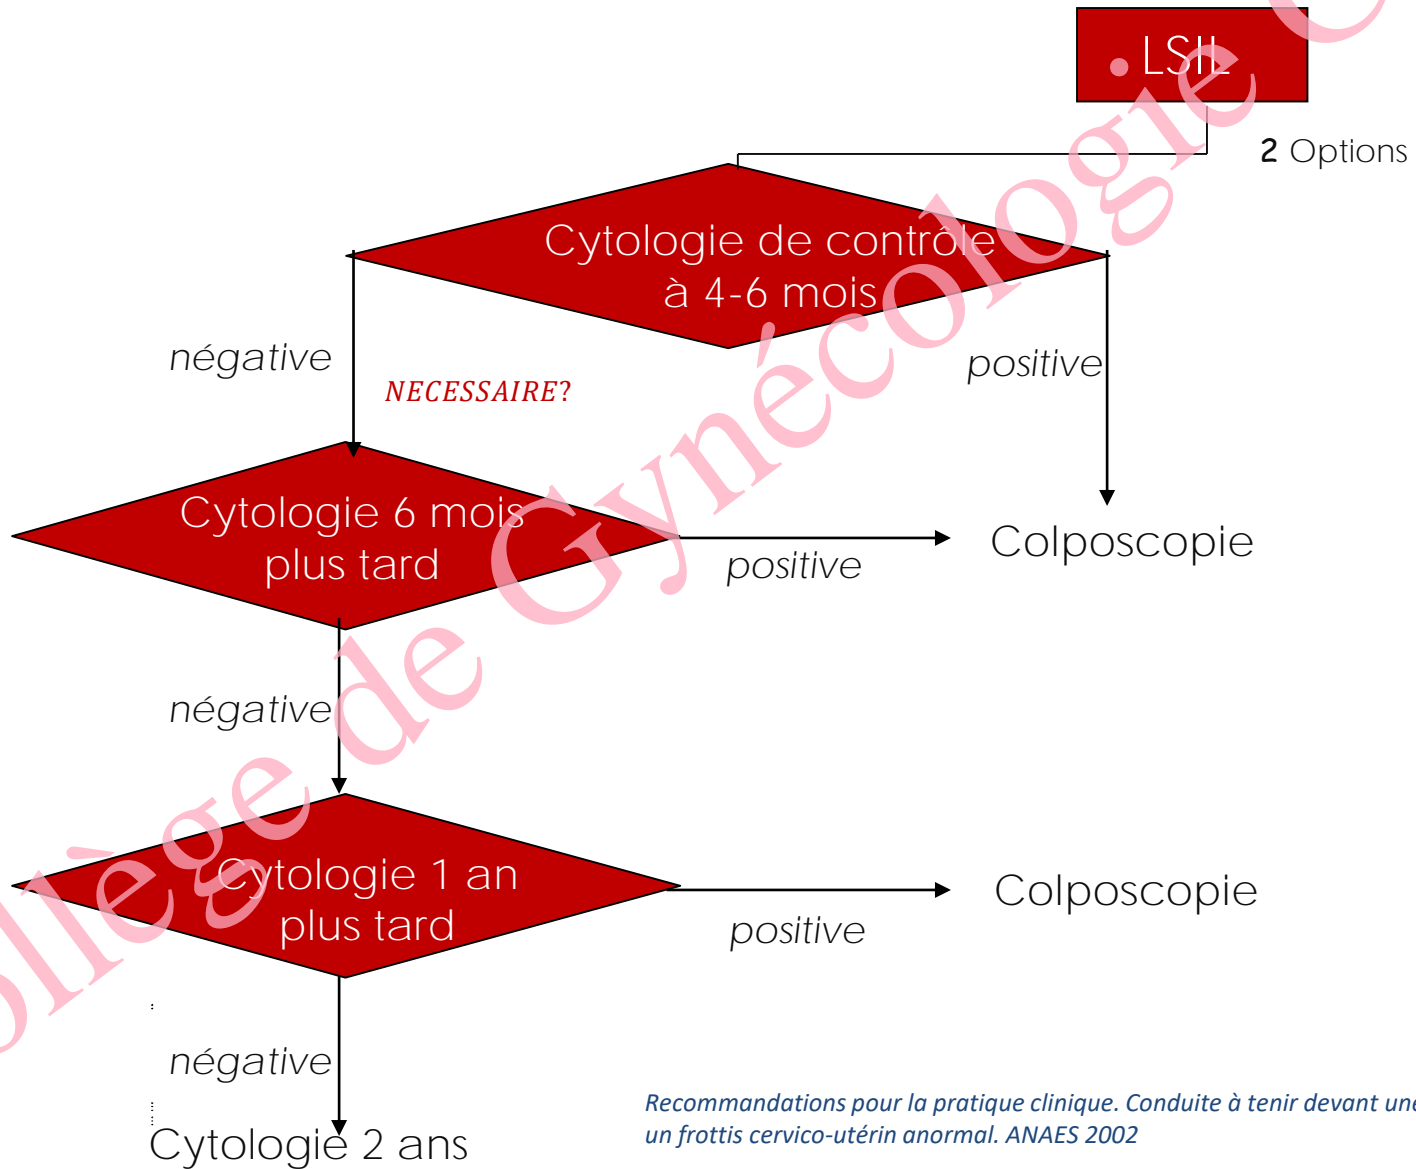 • LSIL
2 Options
Cytologie de contrôle
à 4-6 mois
négative
NECESSAIRE?
positive
Cytologie 6 mois
plus tard
positive
Colposcopie
négative
Cytologie 1 an
plus tard
positive
Colposcopie
négative
Cytologie 2 ans
Recommandations pour la pratique clinique. Conduite à tenir devant une
un frottis cervico-utérin anormal. ANAES 2002
ollège de Gynécologie C